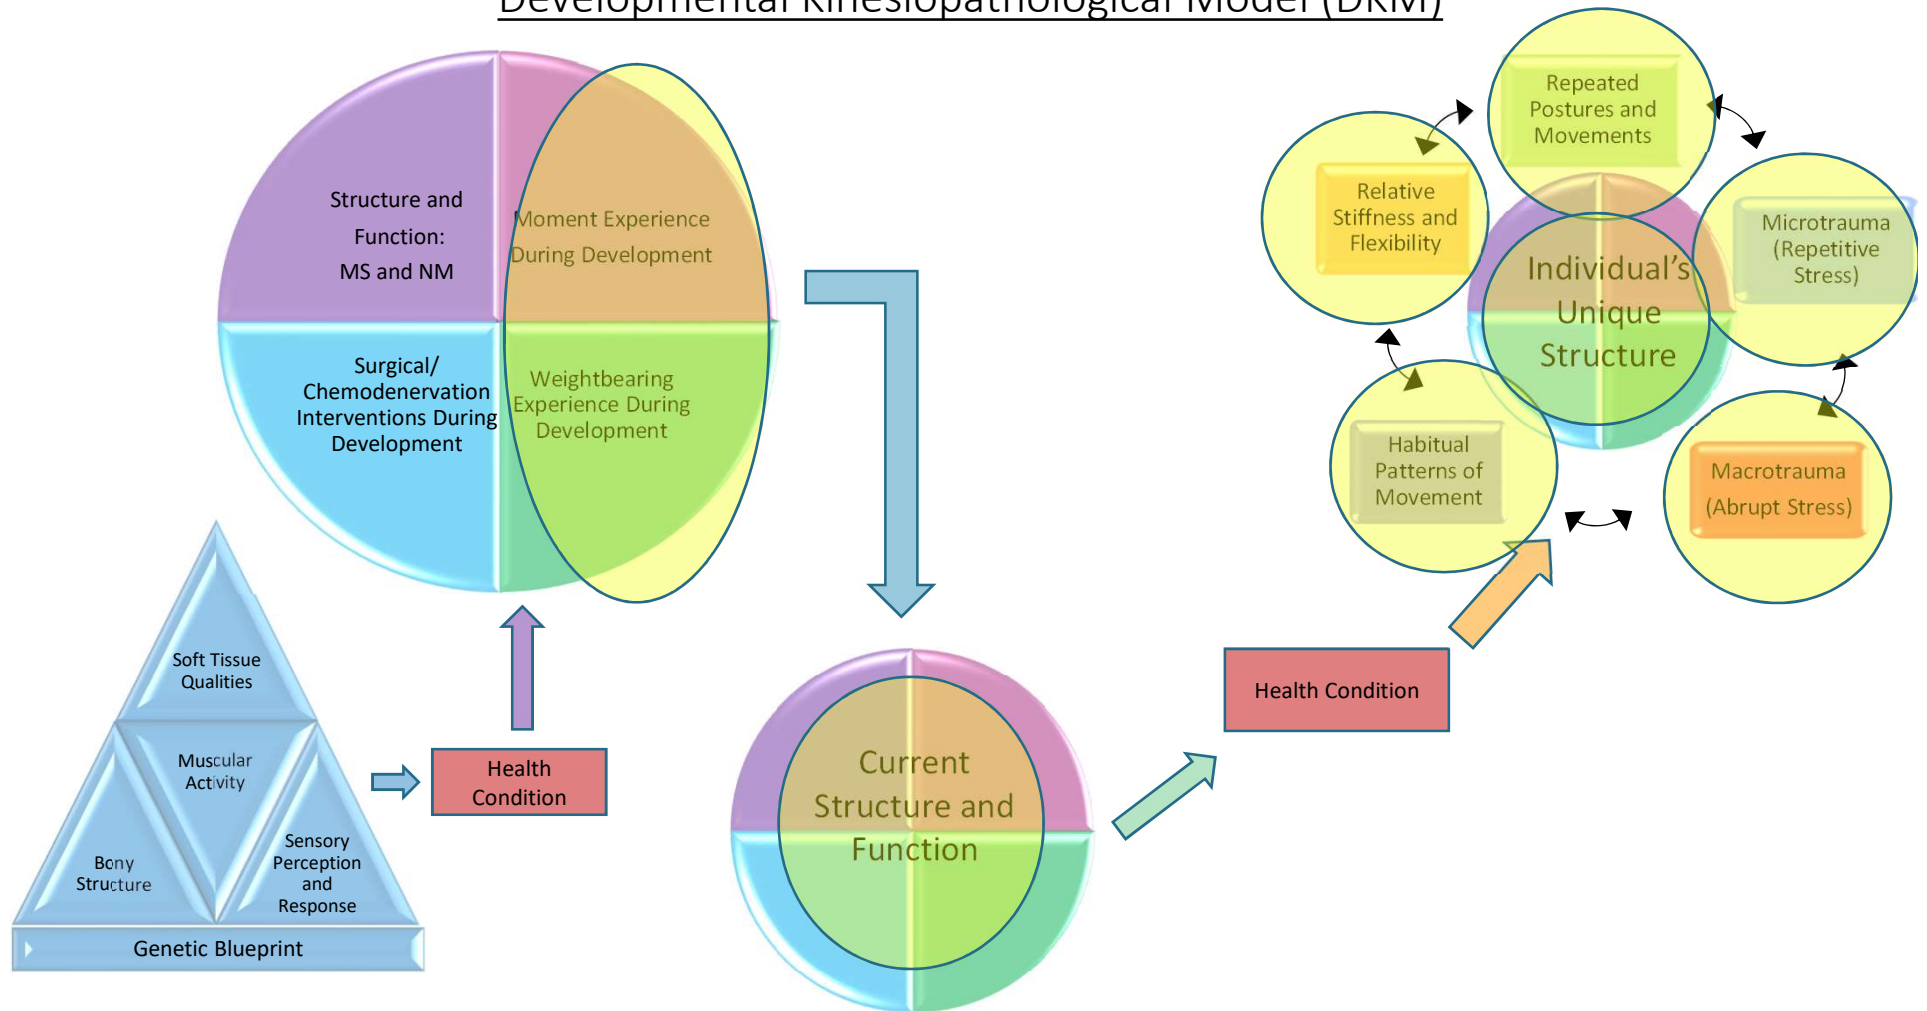 Developmental Kinesiopathological Model (DKM)
Structure and
Function:
MS and NM
Moment Experience
During Development
Surgical/
Chemodenervation
Interventions During
Development
Weightbearing
Experience During
Development
Soft Tissue
Qualities
Muscular
Activity
Bony
Structure
Sensory
Perception
and
Response
Genetic Blueprint
Health
Condition
Current
Structure and
Function
Health Condition
Repeated
Postures and
Movements
Relative
Stiffness and
Flexibility
Microtrauma
(Repetitive
Stress)
Individual's
Unique
Structure
Habitual
Patterns of
Movement
Macrotrauma
(Abrupt Stress)